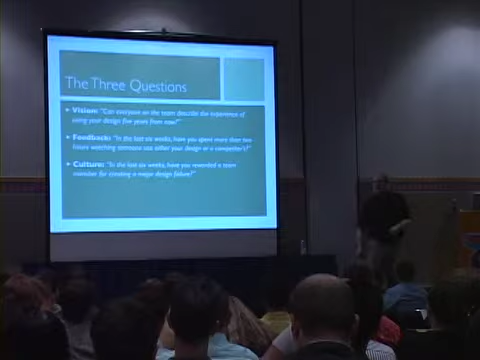 The Three Questions
Vision: "Can everyone on the team describe the experience of
using your design five years from now?"
Feedback: "In the last six weeks, have you spent more than two
hours watching someone use either your design or a competitor's?"
Culture: "In the last six weeks, have you rewarded a team
member for creating a major design failure?"